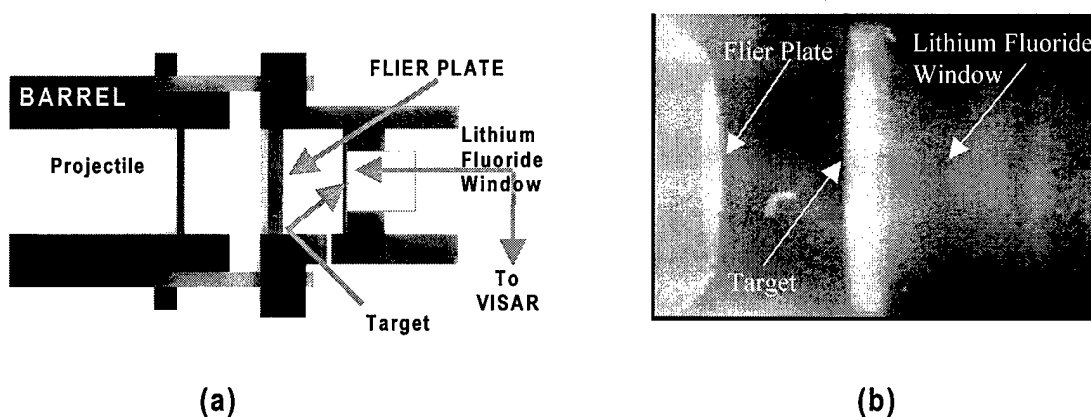 BARREL
Projectile
FLIER PLATE
Lithium
Fluoride
Window
To
VISAR
Target
(a)
Flier Plate
Lithium Fluoride
Window
Target
(b)